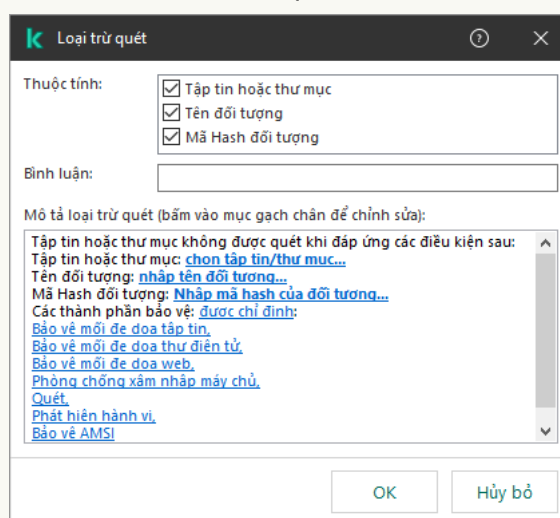 Loại trừ quét
Thuộc tính:
Tập tin hoặc thư mục
Tên đối tượng
Mã Hash đối tượng
Bình luận:
Mô tả loại trừ quét (bấm vào mục gạch chân để chỉnh sửa):
Tập tin hoặc thư mục không được quét khi đáp ứng các điều kiện sau:
Tập tin hoặc thư mục: chọn tập tin/thư mục...
Tên đối tượng: nhập tên đối tượng...
Mã Hash đối tượng: Nhập mã hash của đối tượng...
Các thành phần bảo vệ: được chỉ định:
Bảo vệ mối đe dọa tập tin,
Bảo vệ mối đe dọa thư điện tử,
Bảo vệ mối đe dọa web,
Phòng chống xâm nhập máy chủ,
Quét,
Phát hiện hành vi,
Bảo vệ AMSI
OK
Hủy bỏ